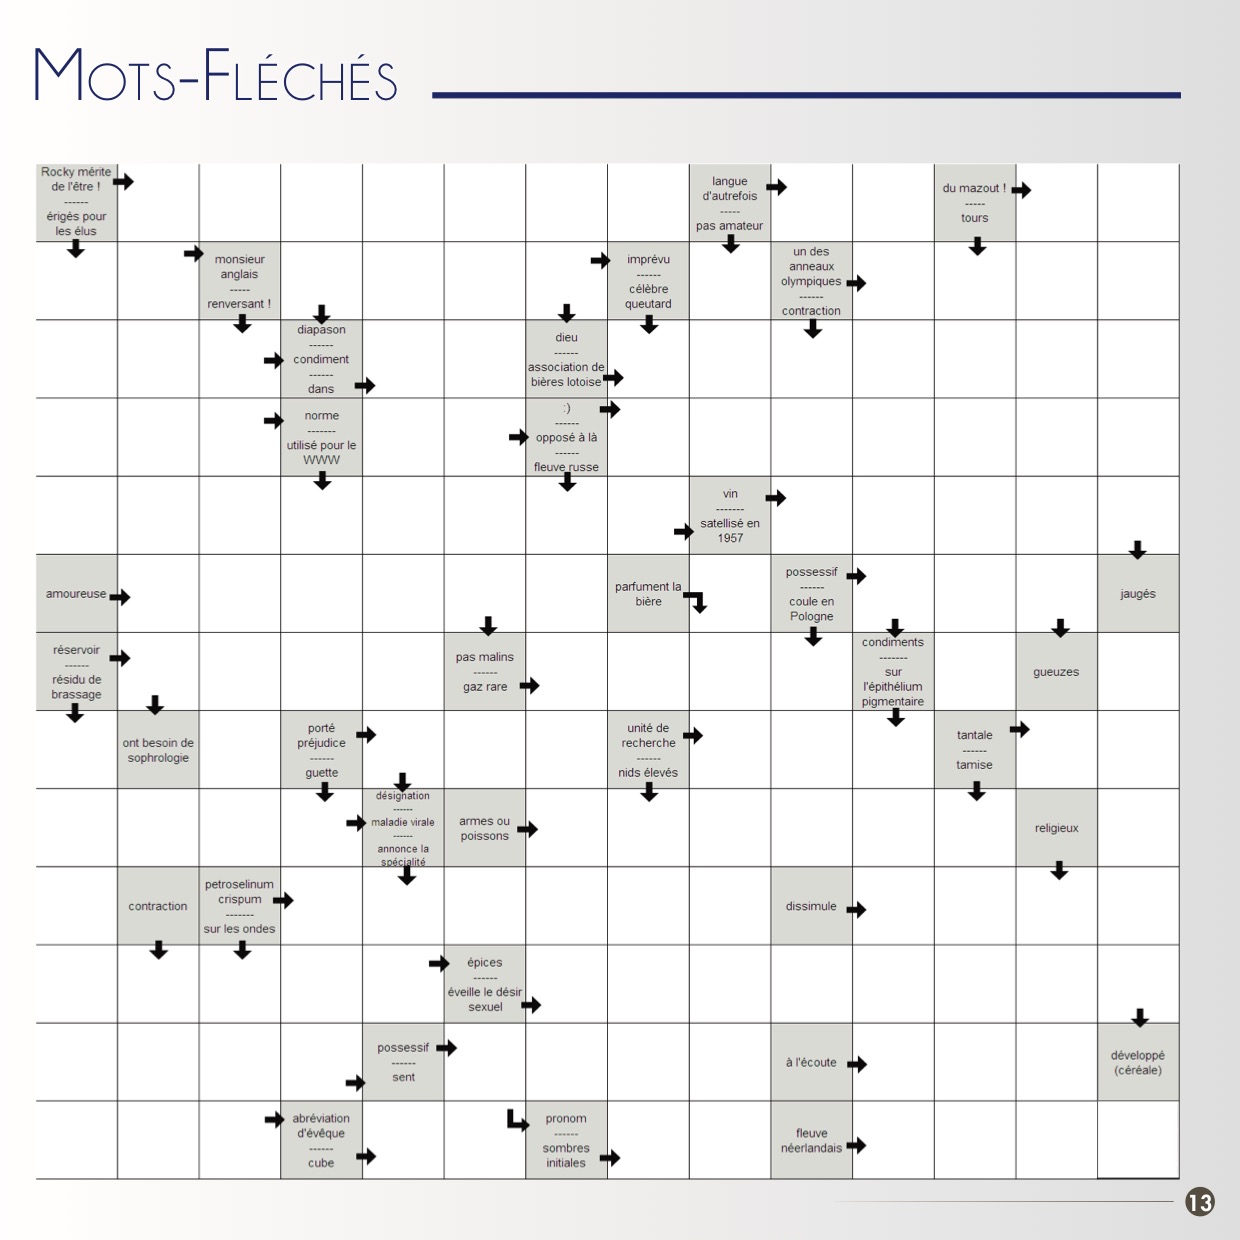 MOTS-FLÉCHÉS
Rocky mérite
de l'être !
------
érigés pour
les élus
langue
d'autrefois
-----
pas amateur
du mazout !
-----
tours
monsieur
anglais
-----
renversant !
imprévu
------
célèbre
queutard
un des
anneaux
olympiques
------
contraction
diapason
------
condiment
------
dans
dieu
------
association de
bières lotoise
norme
-------
utilisé pour le
WWW
:)
------
opposé à là
------
fleuve russe
vin
-------
satellisé en
1957
amoureuse
parfument la
bière
possessif
------
coule en
Pologne
jaugés
réservoir
------
résidu de
brassage
pas malins
------
gaz rare
condiments
-------
sur
l'épithélium
pigmentaire
gueuzes
ont besoin de
sophrologie
porté
préjudice
------
guette
unité de
recherche
------
nids élevés
tantale
------
tamise
désignation
------
maladie virale
------
annonce la
spécialité
armes ou
poissons
religieux
contraction
petroselinum
crispum
-------
sur les ondes
dissimule
épices
------
éveille le désir
sexuel
possessif
------
sent
à l'écoute
développé
(céréale)
abréviation
d'évêque
------
cube
pronom
------
sombres
initiales
fleuve
néerlandais
13